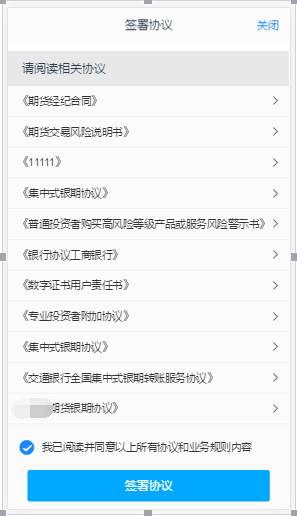 签署协议
关闭
请阅读相关协议
《期货经纪合同》
《期货交易风险说明书》
《11111》
《集中式银期协议》
《普通投资者购买高风险等级产品或服务风险警示书》
《银行协议工商银行》
《数字证书用户责任书》
《专业投资者附加协议》
《集中式银期协议》
《交通银行全国集中式银期转账服务协议》
期货银期协议》
我已阅读并同意以上所有协议和业务规则内容
签署协议